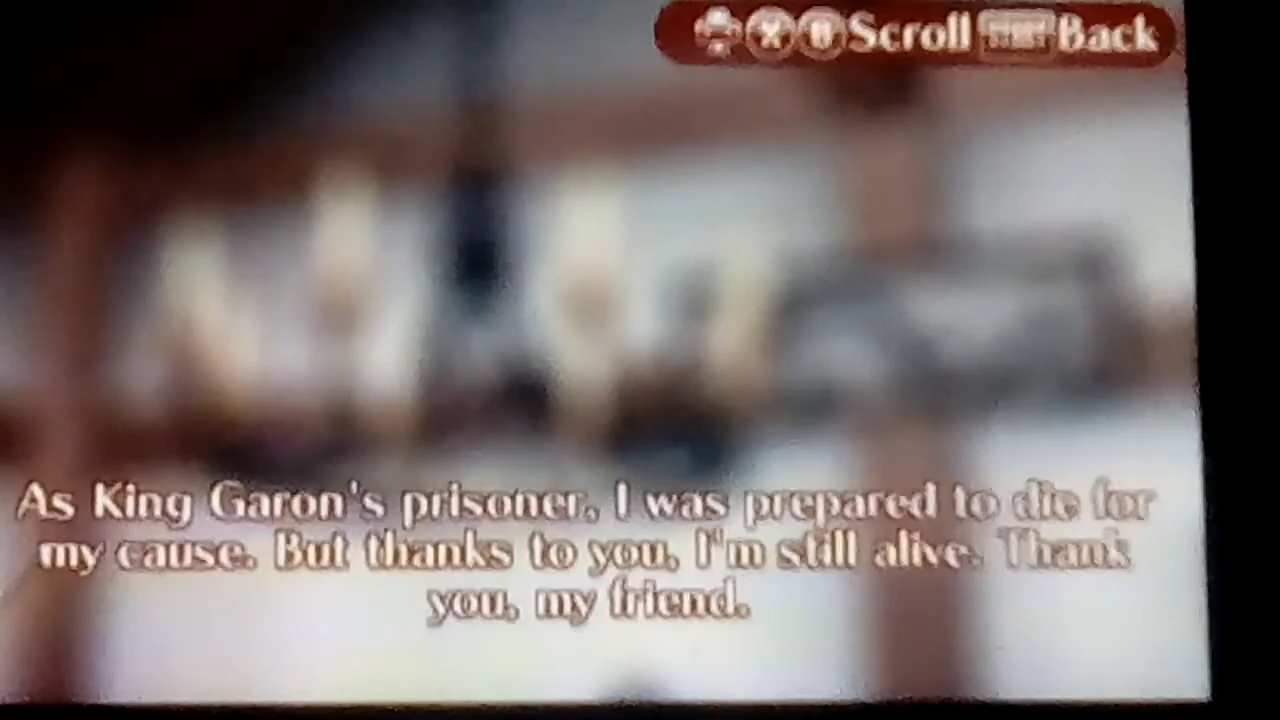 Scroll Back
As King Garon's prisoner, I was prepared to die for
my cause. But thanks to you, I'm still alive. Thank
you, my friend.